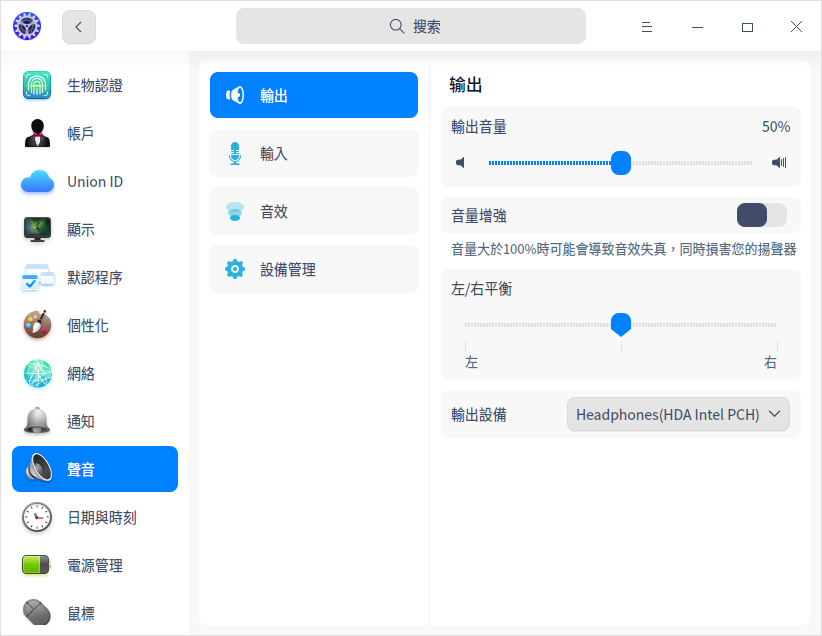 搜索
生物認證
帳戶
Union ID
顯示
默認程序
個性化
網絡
通知
聲音
日期與時刻
電源管理
鼠標
輸出
輸入
音效
設備管理
输出
輸出音量
50%
音量增強
音量大於100%時可能會導致音效失真，同時損害您的揚聲器
左/右平衡
左
右
輸出設備
Headphones(HDA Intel PCH)